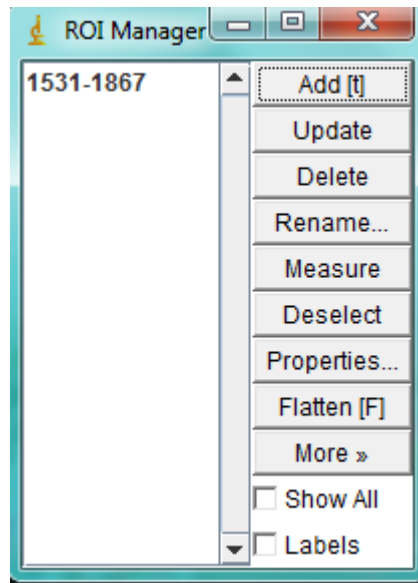 ROI Manager
1531-1867
Add [t]
Update
Delete
Rename...
Measure
Deselect
Properties...
Flatten [F]
More »
Show All
Labels